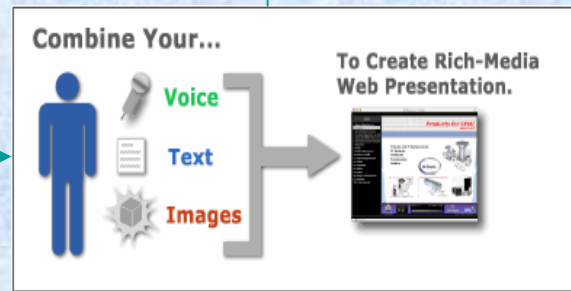 Combine Your...
To Create Rich-Media
Web Presentation.
Voice
Text
Images